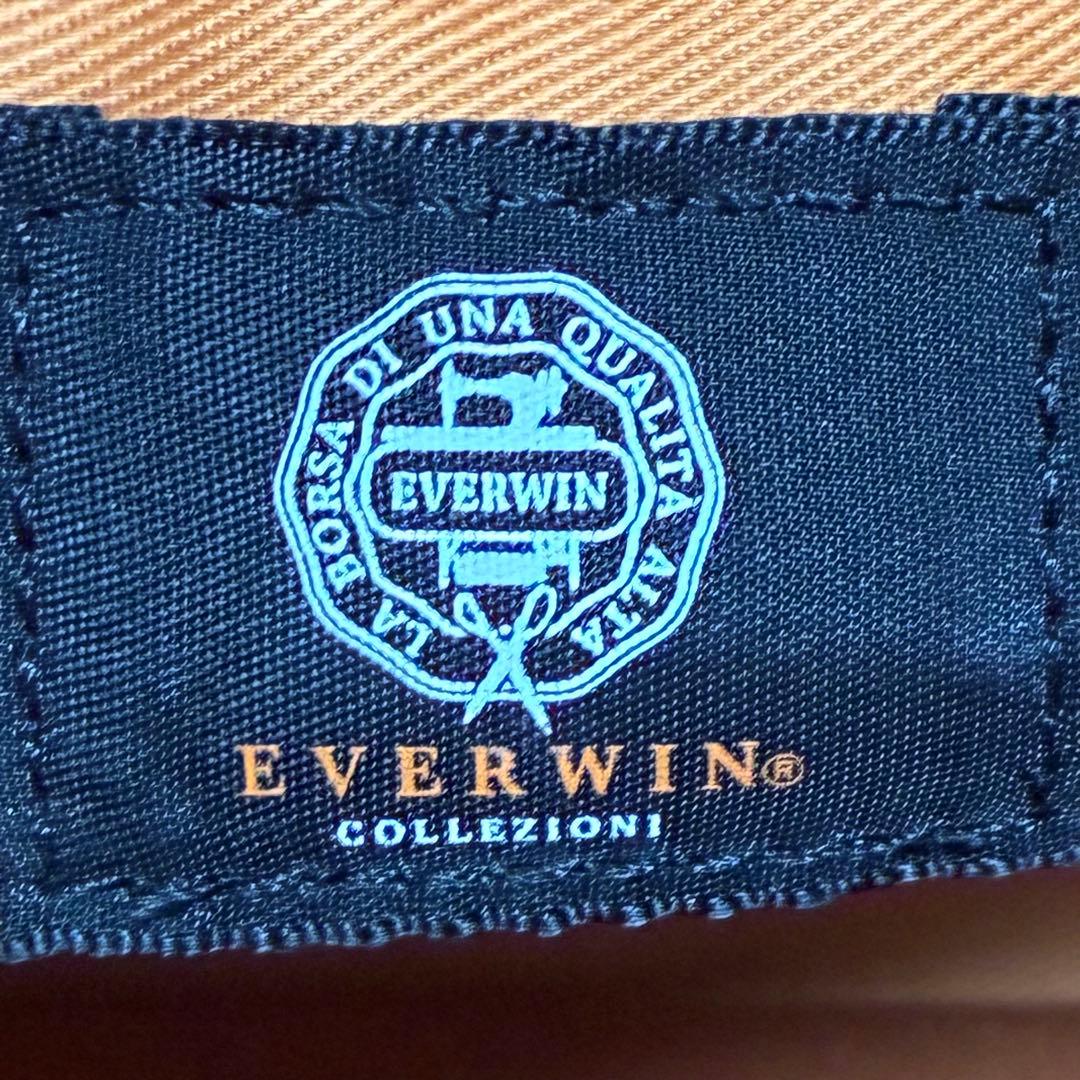 LA BORSA DI UNA QUALITA ALTA
EVERWIN
EVERWIN®
COLLEZIONI